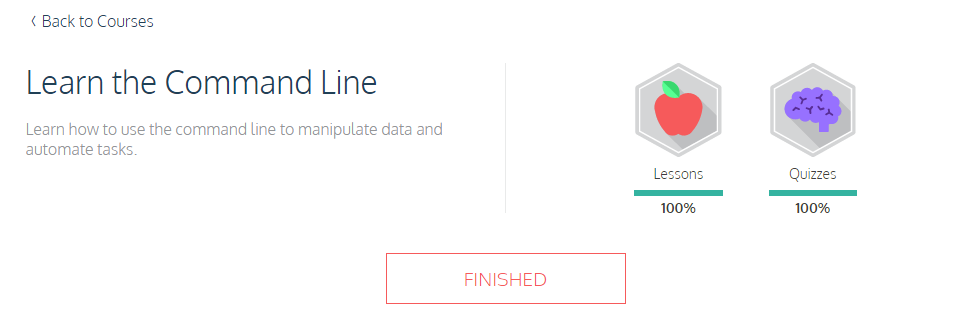 ‹ Back to Courses
Learn the Command Line
Learn how to use the command line to manipulate data and
automate tasks.
Lessons
100%
Quizzes
100%
FINISHED